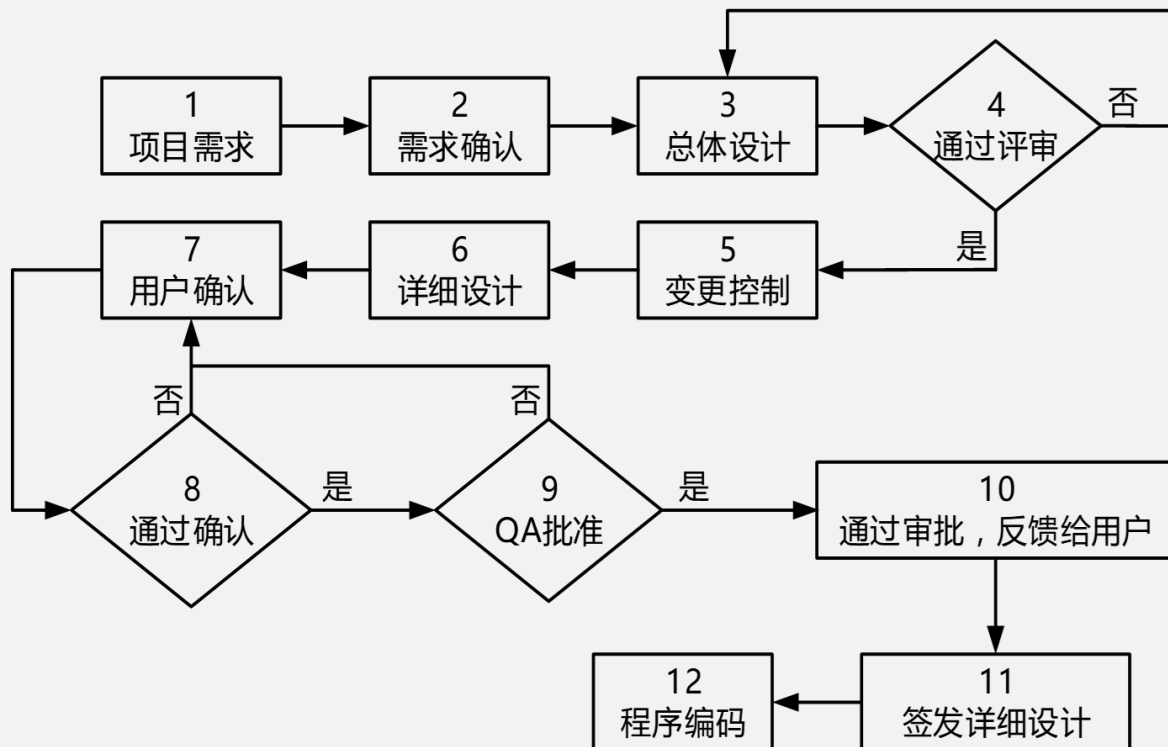 1
项目需求
2
需求确认
3
总体设计
4
通过评审
否
是
7
用户确认
6
详细设计
5
变更控制
否
否
8
通过确认
是
9
QA批准
是
10
通过审批，反馈给用户
12
程序编码
11
签发详细设计